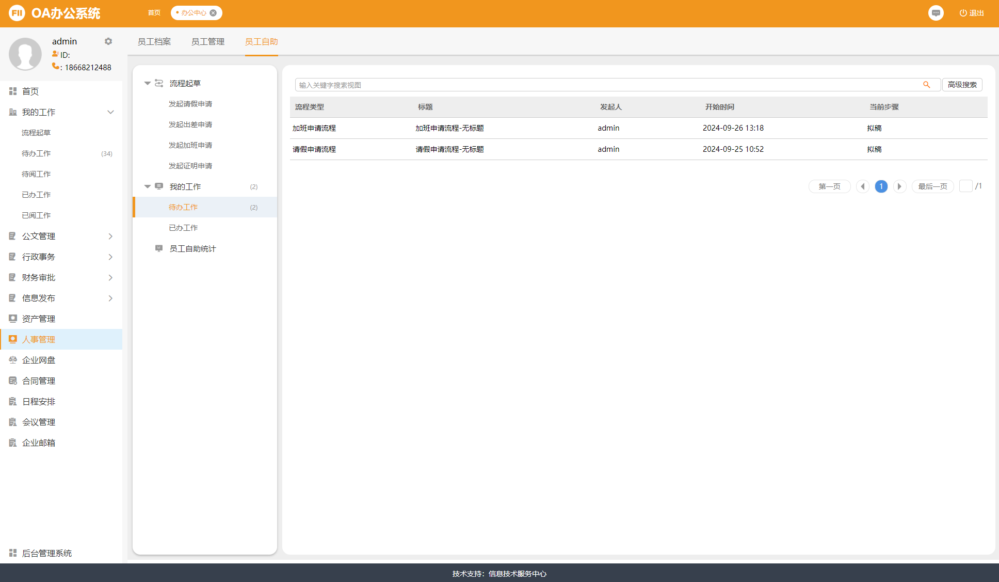 FII OA办公系统
首页
办公中心
退出
admin
ID:
: 18668212488
员工档案 员工管理 员工自助
首页
我的工作
流程起草
待办工作 (34)
待阅工作
已办工作
已阅工作
公文管理
行政事务
财务审批
信息发布
资产管理
人事管理
企业网盘
合同管理
日程安排
会议管理
企业邮箱
后台管理系统
流程起草
发起请假申请
发起出差申请
发起加班申请
发起证明申请
我的工作 (2)
待办工作 (2)
已办工作
员工自助统计
输入关键字搜索视图
高级搜索
流程类型 标题 发起人 开始时间 当前步骤
加班申请流程 加班申请流程-无标题 admin 2024-09-26 13:18 拟稿
请假申请流程 请假申请流程-无标题 admin 2024-09-25 10:52 拟稿
第一页 1 最后一页 /1
技术支持：信息技术服务中心